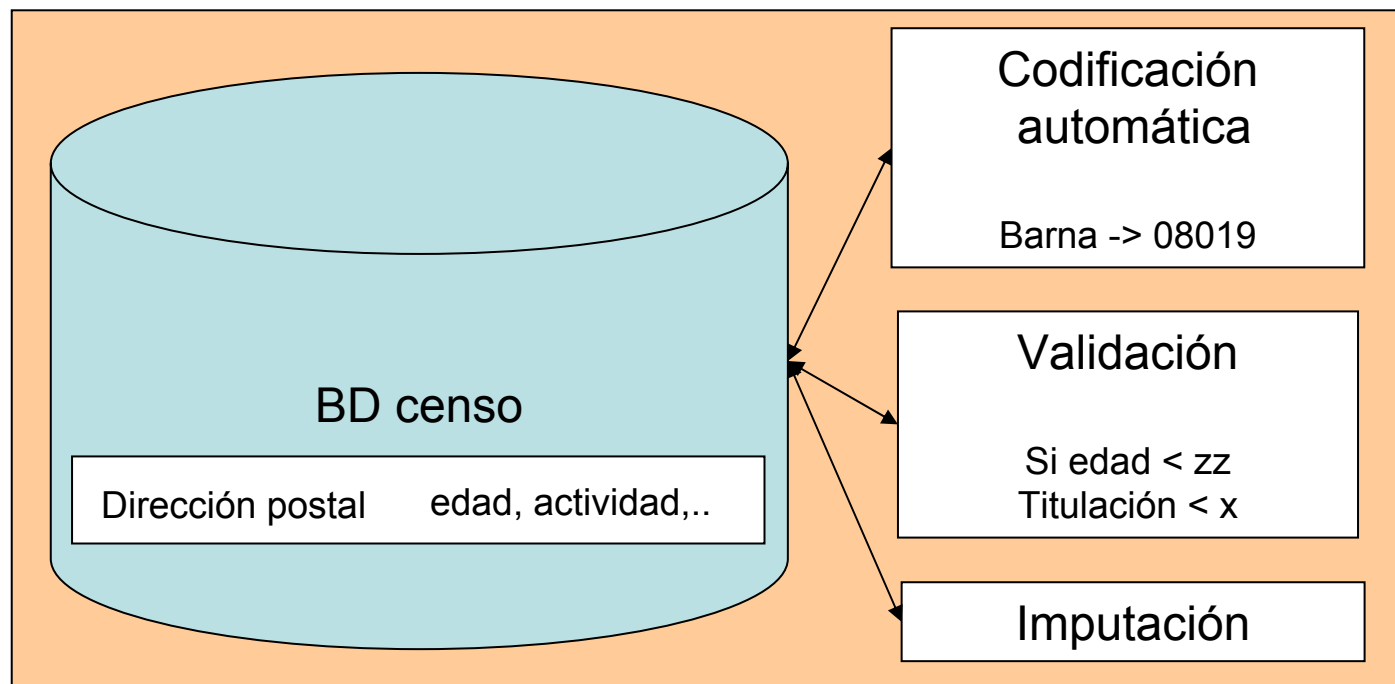 Codificación
automática
Barna -> 08019
BD censo
Dirección postal edad, actividad,..
Validación
Si edad < zz
Titulación < x
Imputación